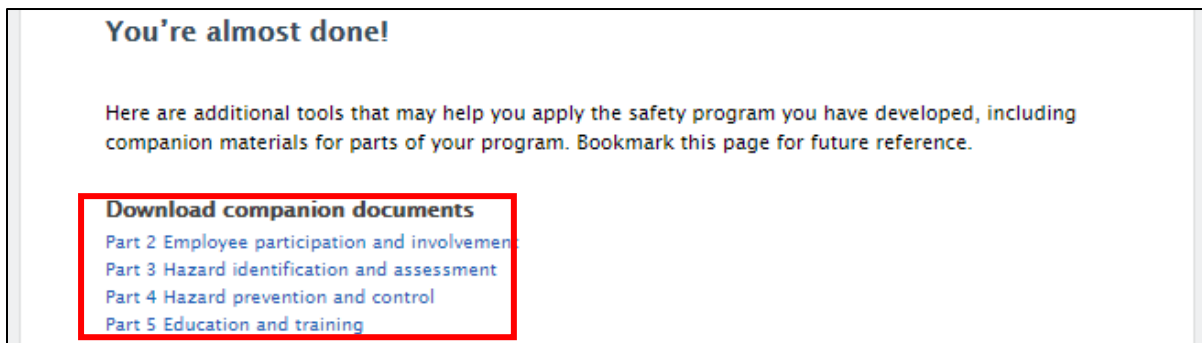 You’re almost done!
Here are additional tools that may help you apply the safety program you have developed, including
companion materials for parts of your program. Bookmark this page for future reference.
Download companion documents
Part 2 Employee participation and involvement
Part 3 Hazard identification and assessment
Part 4 Hazard prevention and control
Part 5 Education and training